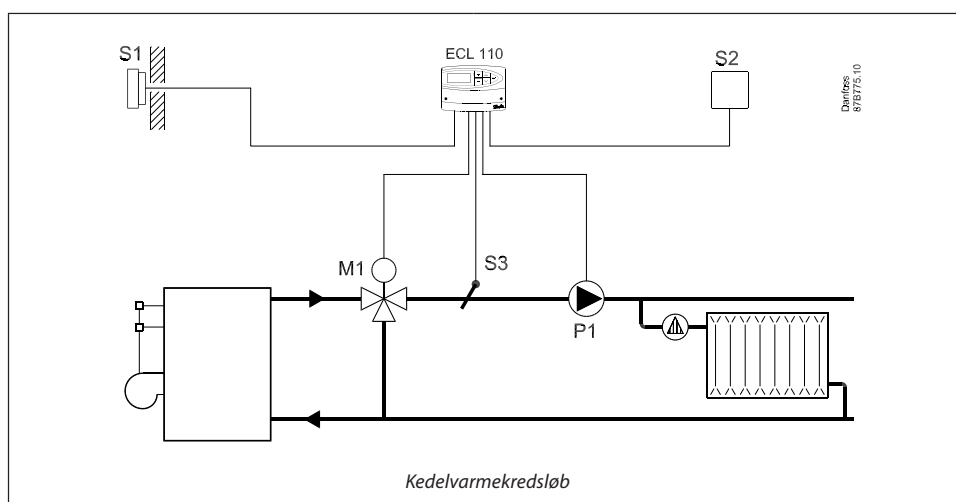 S1
ECL 110
S2
Danfoss
87B775.10
M1
S3
P1
Kedelvarmekredsløb